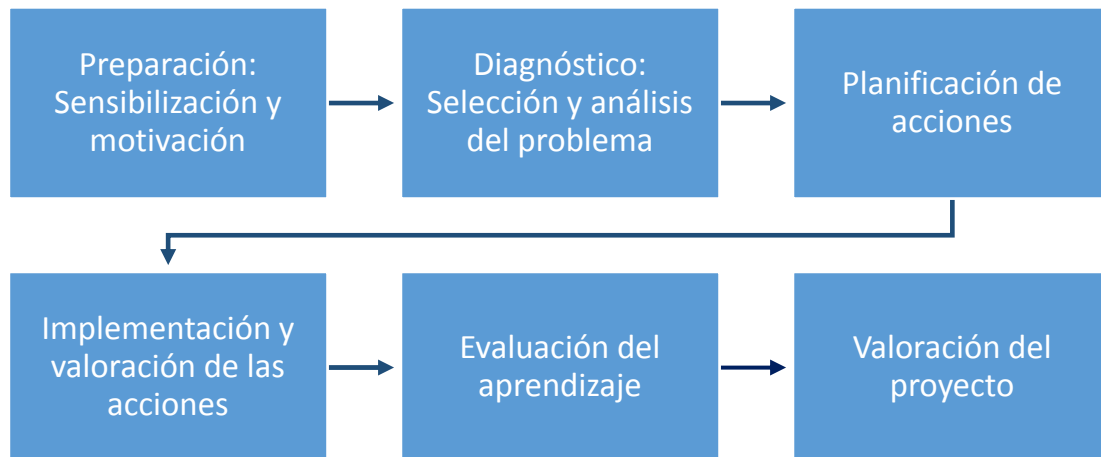 Preparación:
Sensibilización y
motivación
Diagnóstico:
Selección y análisis
del problema
Planificación de
acciones
Implementación y
valoración de las
acciones
Evaluación del
aprendizaje
Valoración del
proyecto